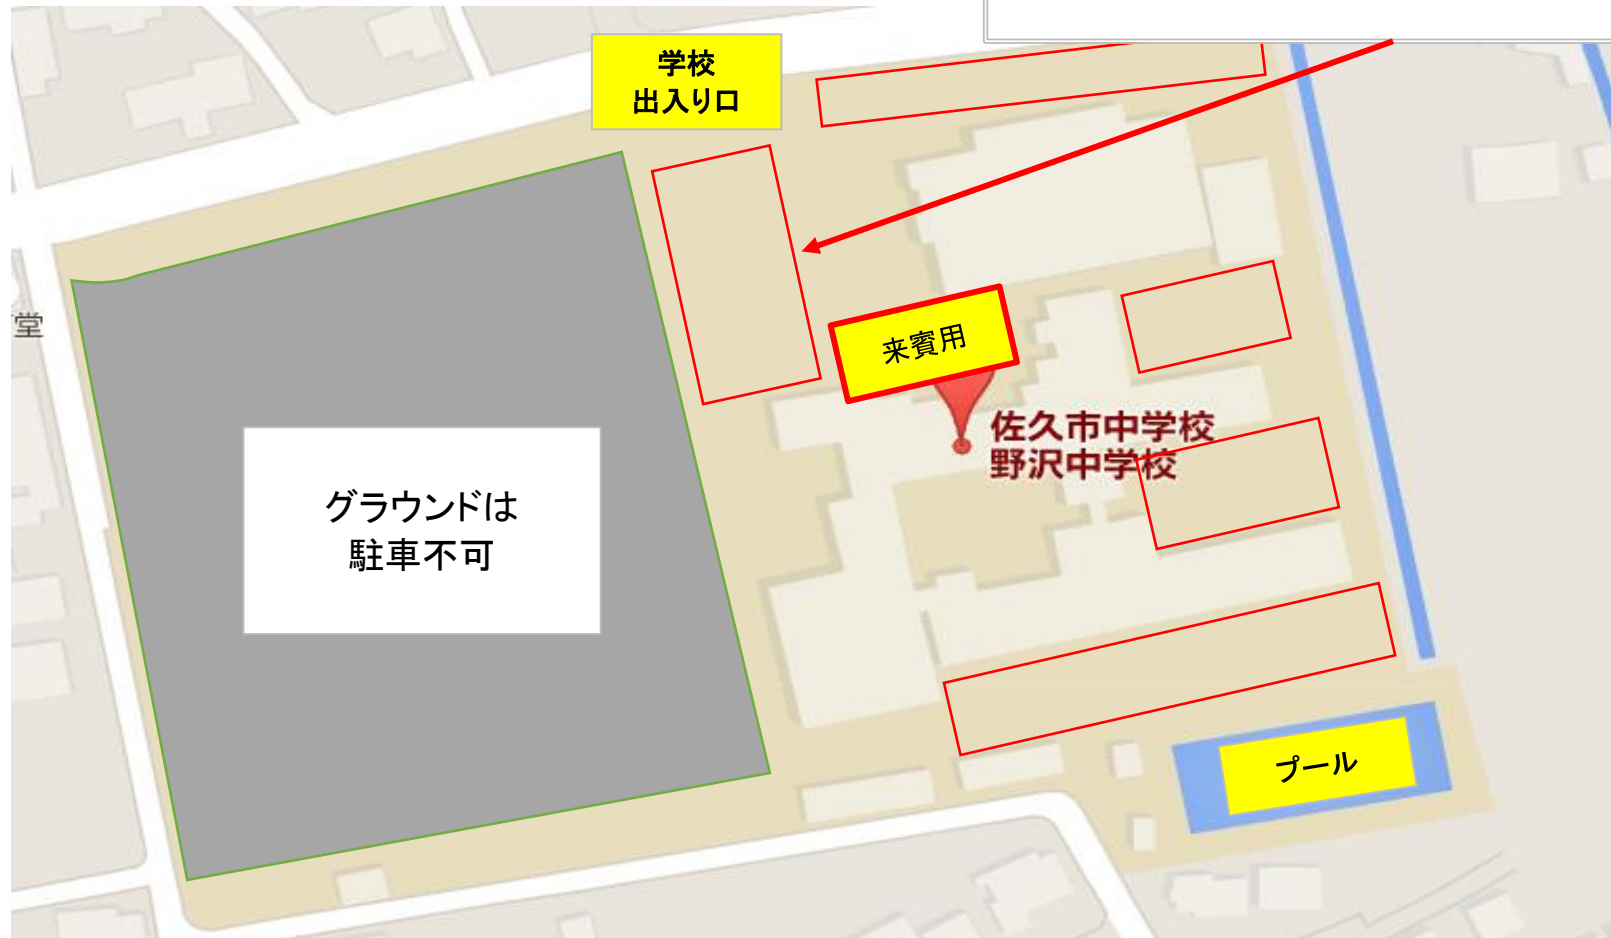 学校
出入り口
堂
来賓用
佐久市中学校
野沢中学校
グラウンドは
駐車不可
プール